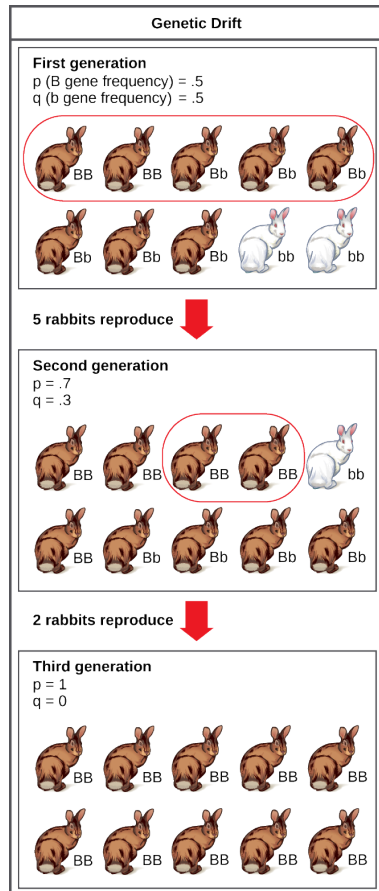 Genetic Drift
First generation
p (B gene frequency) = .5
q (b gene frequency) = .5
BB BB Bb Bb Bb
Bb Bb Bb bb bb
5 rabbits reproduce
Second generation
p = .7
q = .3
BB BB BB BB bb
BB Bb Bb Bb Bb
2 rabbits reproduce
Third generation
p = 1
q = 0
BB BB BB BB BB
BB BB BB BB BB